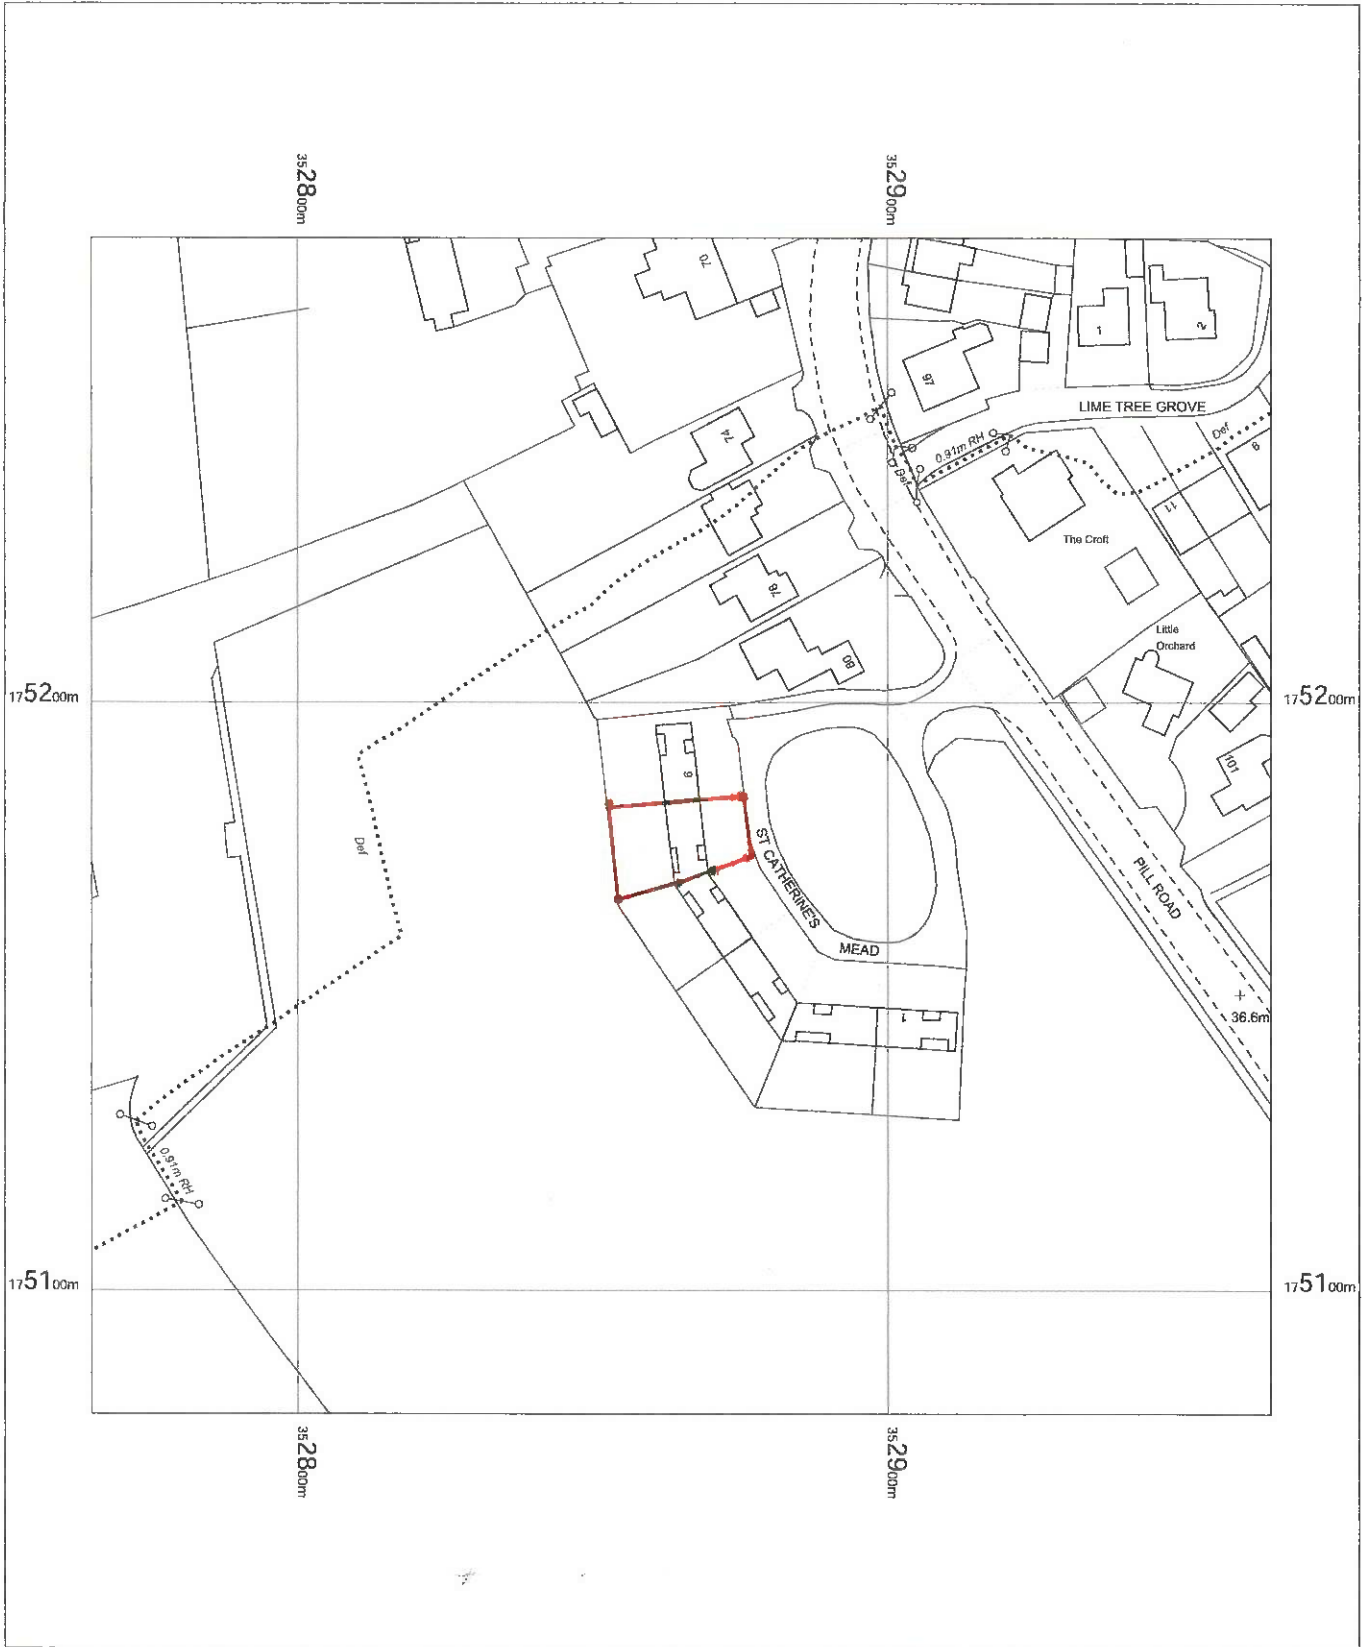 352800m
352900m
70
1
2
97
LIME TREE GROVE
74
0.91m RH
Def
Def
9
11
The Croft
78
Little
Orchard
80
175200m
175200m
101
9
Def
ST CATHERINE'S
MEAD
PILL ROAD
36.6m
1
0.91m RH
175100m
175100m
352800m
352900m